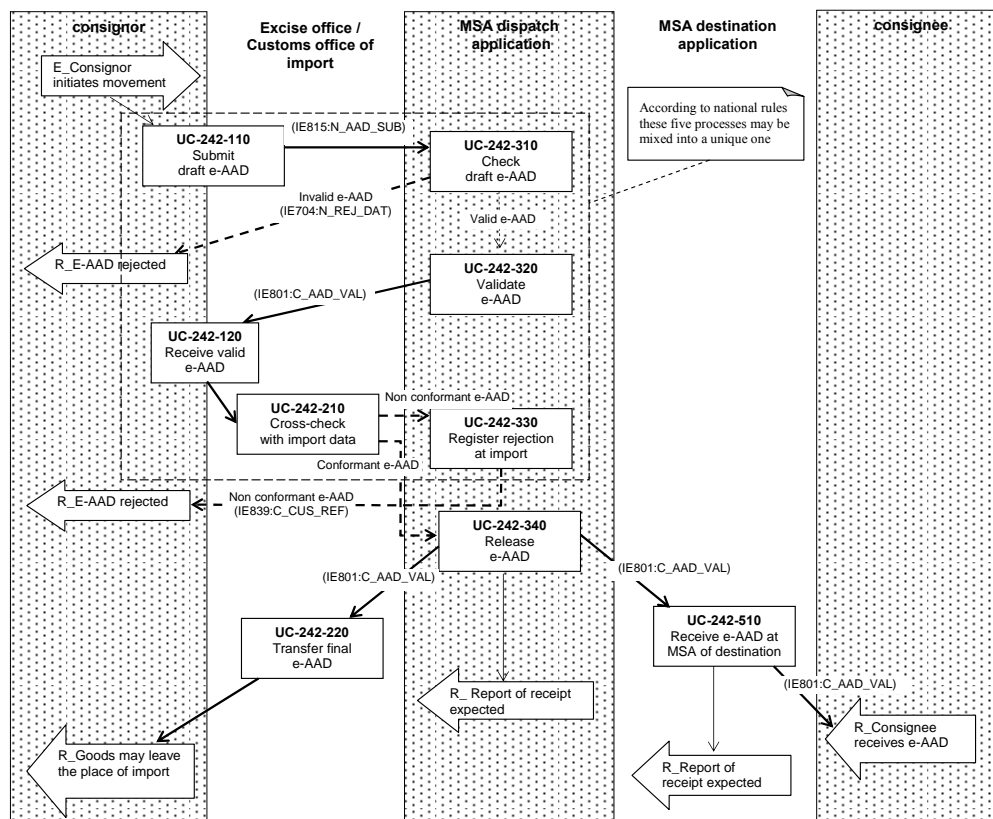 consignor
Excise office /
Customs office of
import
MSA dispatch
application
MSA destination
application
consignee
E_Consignor
initiates movement
According to national rules
these five processes may be
mixed into a unique one
(IE815:N_AAD_SUB)
UC-242-110
Submit
draft e-AAD
UC-242-310
Check
draft e-AAD
Invalid e-AAD
(IE704:N_REJ_DAT)
Valid e-AAD
R_E-AAD rejected
UC-242-320
Validate
e-AAD
(IE801:C_AAD_VAL)
UC-242-120
Receive valid
e-AAD
UC-242-210
Cross-check
with import data
Non conformant e-AAD
UC-242-330
Register rejection
at import
Conformant e-AAD
R_E-AAD rejected
Non conformant e-AAD
(IE839:C_CUS_REF)
UC-242-340
Release
e-AAD
(IE801:C_AAD_VAL)
(IE801:C_AAD_VAL)
UC-242-220
Transfer final
e-AAD
UC-242-510
Receive e-AAD at
MSA of destination
(IE801:C_AAD_VAL)
R_ Report of receipt
expected
R_Consignee
receives e-AAD
R_Goods may leave
the place of import
R_Report of
receipt expected